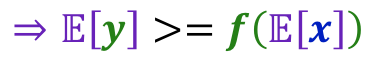 ⇒ 𝔼[y] >= f(𝔼[x])